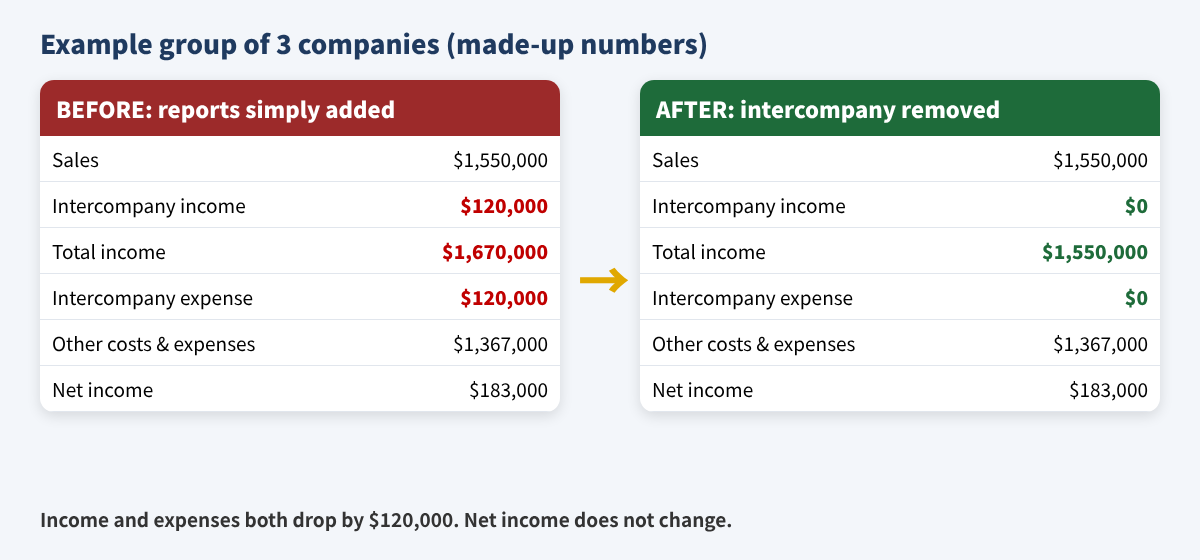 Example group of 3 companies (made-up numbers)
BEFORE: reports simply added
Sales $1,550,000
Intercompany income $120,000
Total income $1,670,000
Intercompany expense $120,000
Other costs & expenses $1,367,000
Net income $183,000
→
AFTER: intercompany removed
Sales $1,550,000
Intercompany income $0
Total income $1,550,000
Intercompany expense $0
Other costs & expenses $1,367,000
Net income $183,000
Income and expenses both drop by $120,000. Net income does not change.